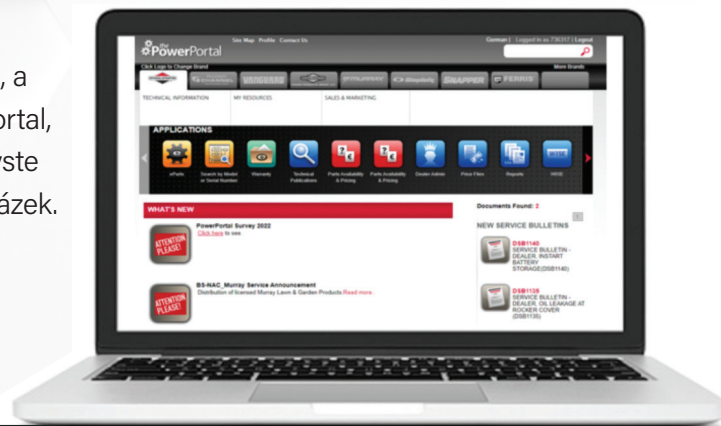 , a
ortal,
yste
ázek.
Site Map Profile Contact Us
German | Logged in as 736317 | Logout
the
PowerPortal
Click Logo to Change Brand
More Brands
VANGUARD
MURRAY
Simplicity
SNAPPER
FERRIS
TECHNICAL INFORMATION
MY RESOURCES
SALES & MARKETING
APPLICATIONS
eParts
Search by Model
or Serial Number
Warranty
Technical
Publications
Parts Availability
& Pricing
Parts Availability
& Pricing
Dealer Admin
Price Files
Reports
WHAT'S NEW
ATTENTION
PLEASE!
PowerPortal Survey 2022
Click here to see
ATTENTION
PLEASE!
BS-NAC_Murray Service Announcement
Distribution of licensed Murray Lawn & Garden Products Read more.
Documents Found: 2
NEW SERVICE BULLETINS
DSB1140
SERVICE BULLETIN -
DEALER. INSTART
BATTERY
STORAGE(DSB1140)
DSB1135
SERVICE BULLETIN -
DEALER. OIL LEAKAGE AT
ROCKER COVER
(DSB1135)